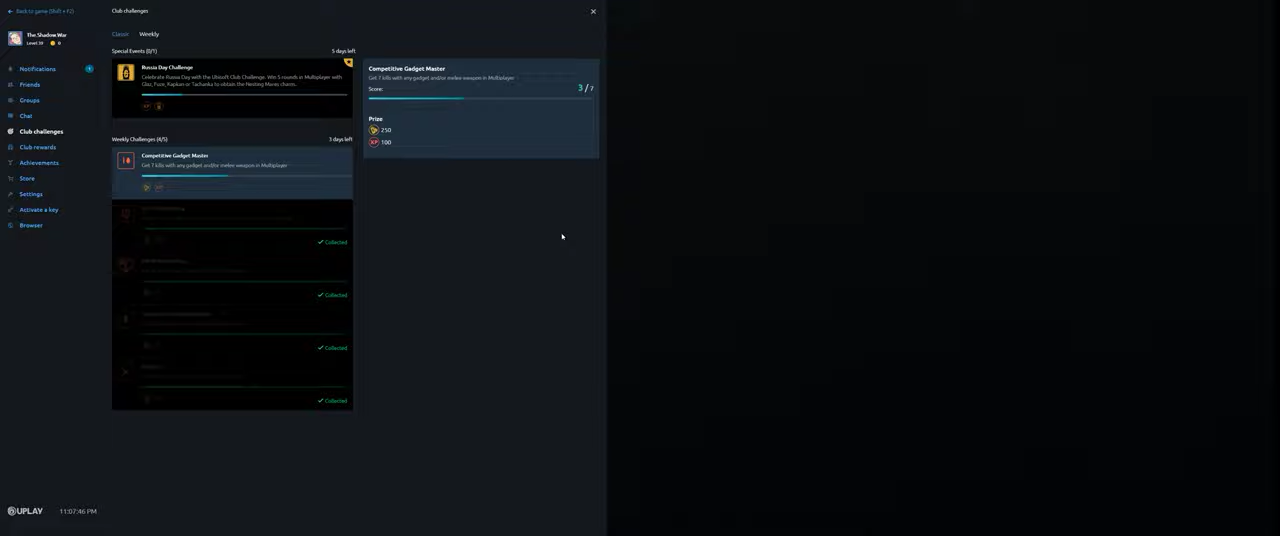 Back to game (Shift + F2)
Club challenges
The.Shadow.War
Level 39 0
Classic Weekly
Notifications 1
Friends
Groups
Chat
Club challenges
Club rewards
Achievements
Store
Settings
Activate a key
Browser
Special Events (0/1) 5 days left
Russia Day Challenge
Celebrate Russia Day with the Ubisoft Club Challenge. Win 5 rounds in Multiplayer with
Glaz, Fuze, Kapkan or Tachanka to obtain the Nesting Mares charm.
XP
Weekly Challenges (4/5) 3 days left
Competitive Gadget Master
Get 7 kills with any gadget and/or melee weapon in Multiplayer
Collected
Collected
Collected
Collected
Competitive Gadget Master
Get 7 kills with any gadget and/or melee weapon in Multiplayer
Score: 3 / 7
Prize
250
XP 100
UPLAY 11:07:46 PM